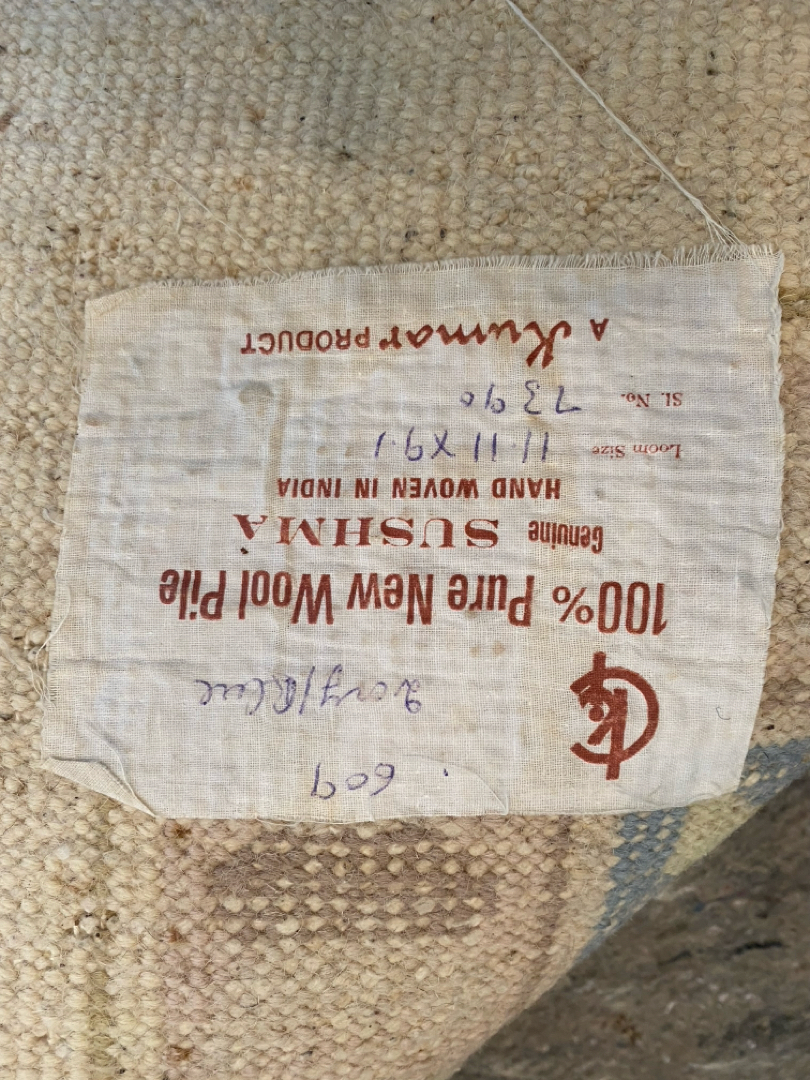 609
Ivory/Blue
100% Pure New Wool Pile
Genuine SUSHMA
HAND WOVEN IN INDIA
Loom Size 11.11 X 9.1
Sl. No. 7390
A Kumar PRODUCT